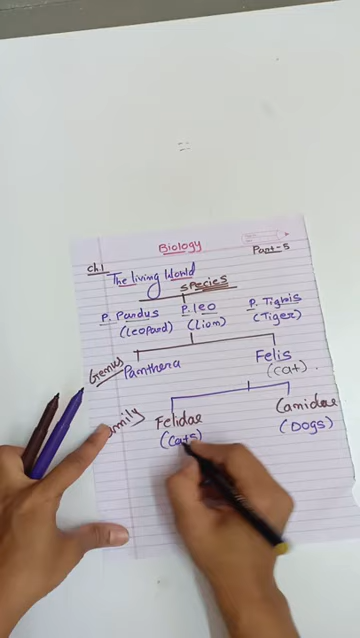 Biology
Part-5
Ch.1
The living World
Species
P. Pardus P. leo P. Tigris
(Leopard) (Lion) (Tiger)
Genus
Panthera Felis
(cat)
Felidae Canidae
(Cats) (Dogs)